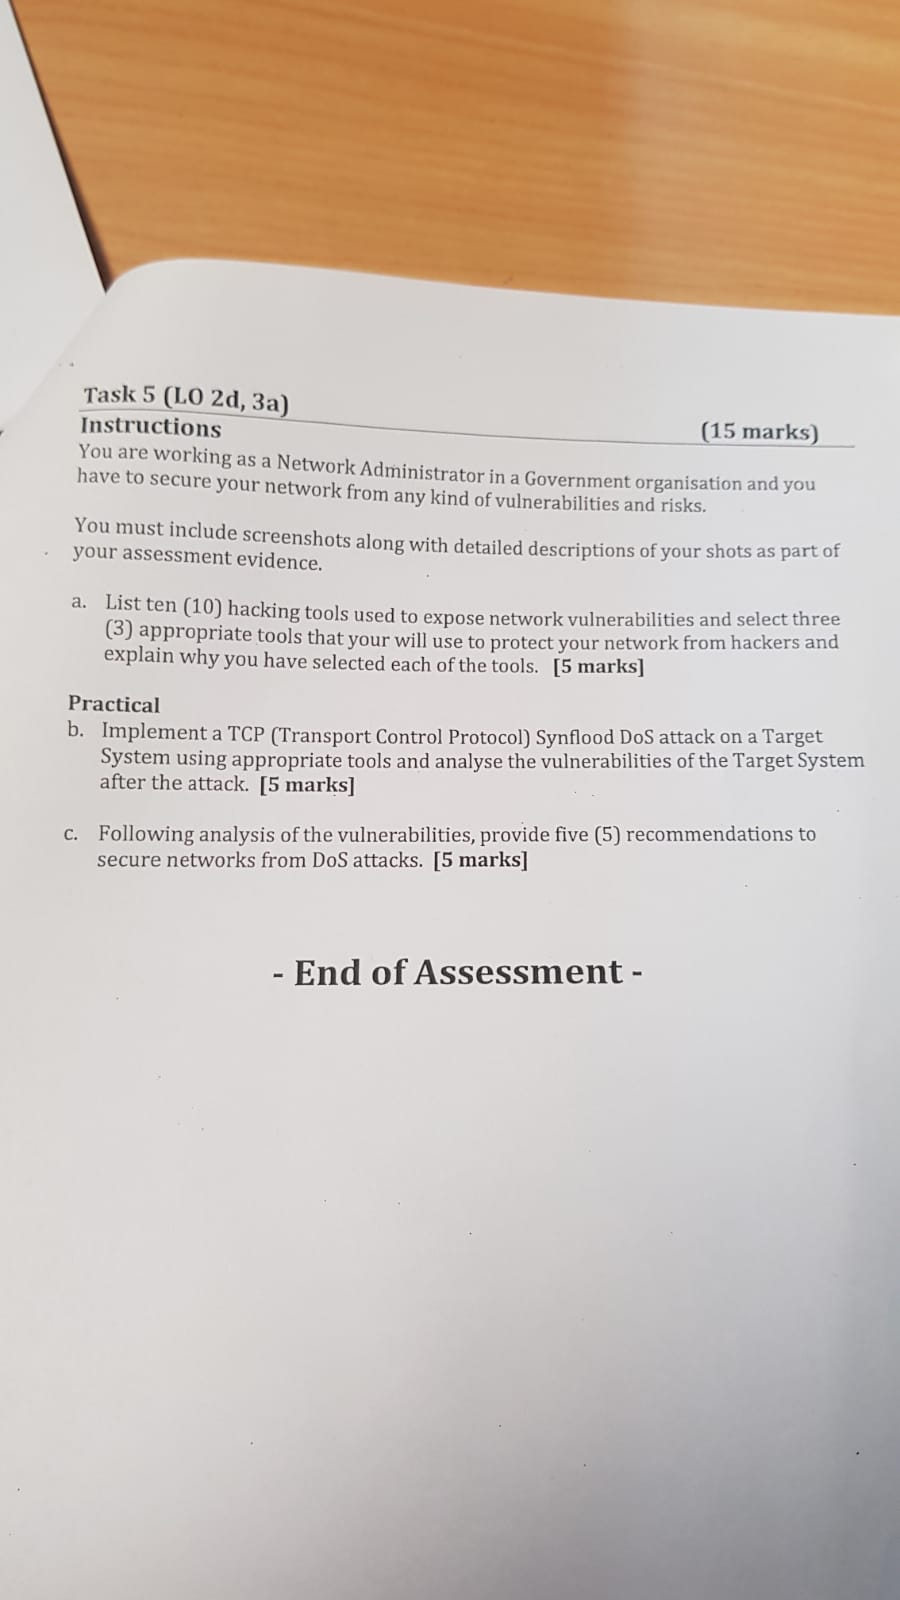 Task 5 (LO 2d, 3a)
(15 marks)
Instructions
You are working as a Network Administrator in a Government organisation and you
have to secure your network from any kind of vulnerabilities and risks.
You must include screenshots along with detailed descriptions of your shots as part of
your assessment evidence.
a. List ten (10) hacking tools used to expose network vulnerabilities and select three
(3) appropriate tools that your will use to protect your network from hackers and
explain why you have selected each of the tools. [5 marks]
Practical
b. Implement a TCP (Transport Control Protocol) Synflood DoS attack on a Target
System using appropriate tools and analyse the vulnerabilities of the Target System
after the attack. [5 marks]
c. Following analysis of the vulnerabilities, provide five (5) recommendations to
secure networks from DoS attacks. [5 marks]
- End of Assessment -